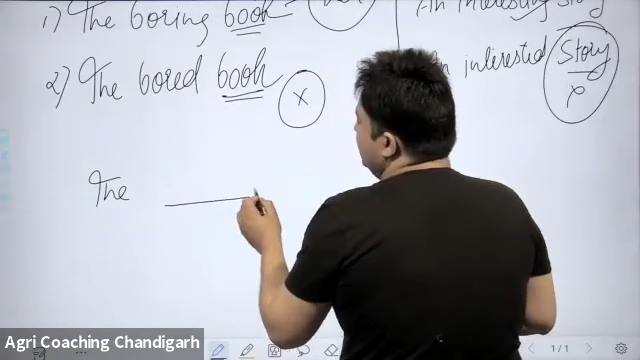 1) The boring book
An interesting story
2) The bored book x
interested story
The
Agri Coaching Chandigarh
1/1